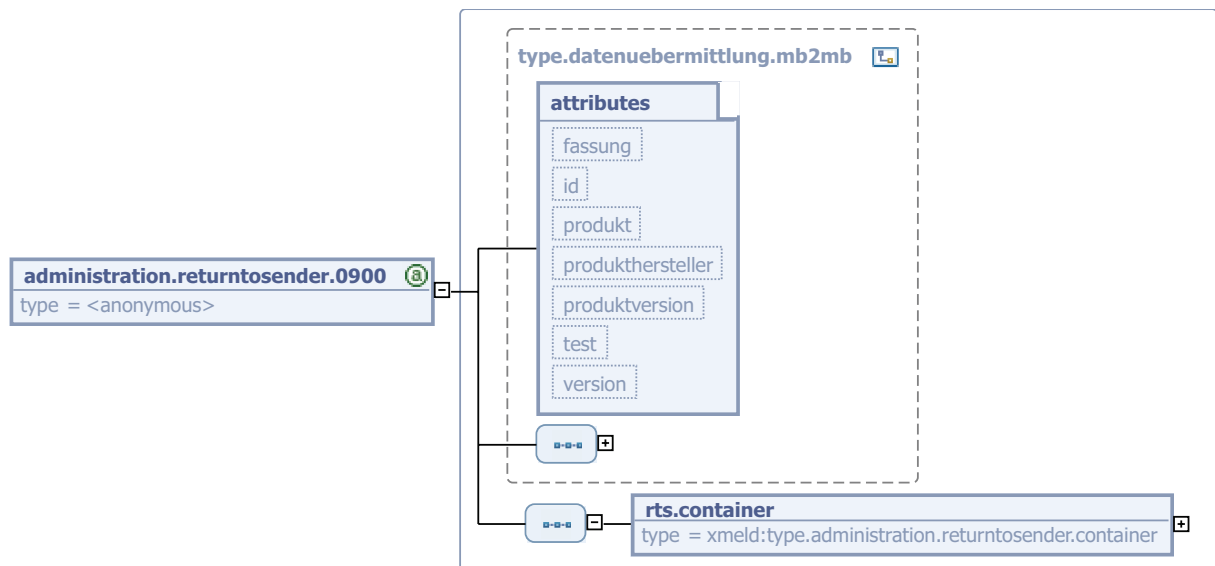 type.datenuebermittlung.mb2mb
attributes
fassung
id
produkt
produkthersteller
produktversion
test
version
administration.returntosender.0900 a
type = <anonymous>
rts.container
type = xmeld:type.administration.returntosender.container